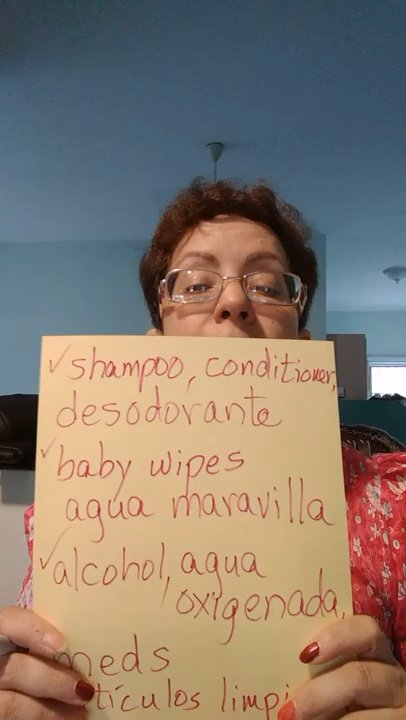 ✓shampoo, conditioner,
desodorante
✓baby wipes
agua maravilla
✓alcohol, agua
oxigenada,
meds